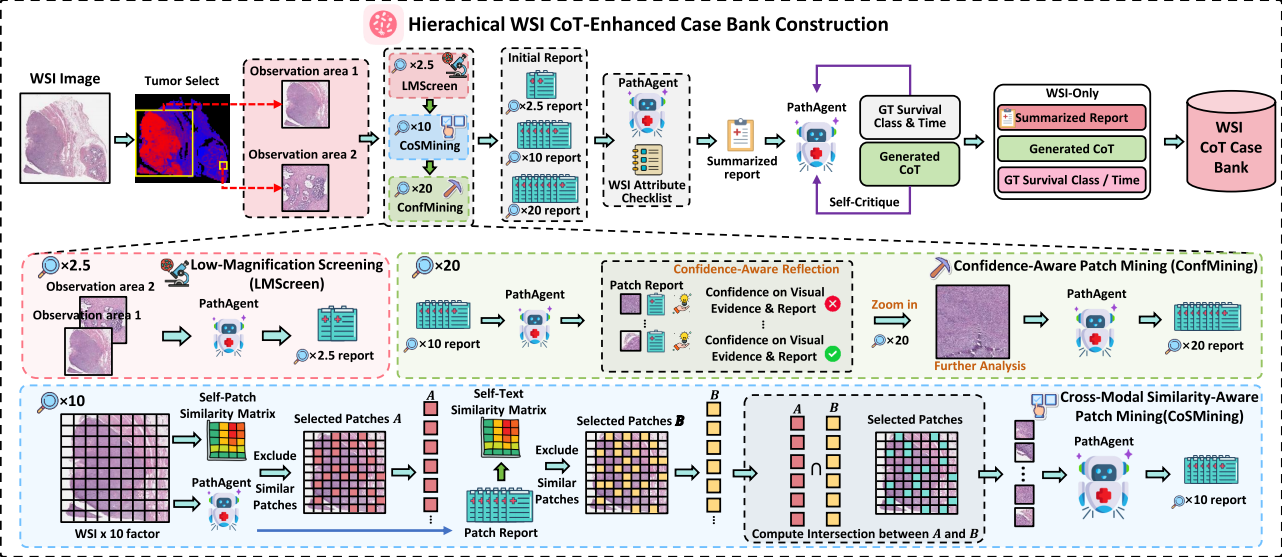 Hierachical WSI CoT-Enhanced Case Bank Construction
WSI Image
Tumor Select
Observation area 1
Observation area 2
×2.5
LMScreen
×10
CoSMining
×20
ConfMining
Initial Report
×2.5 report
×10 report
×20 report
PathAgent
WSI Attribute
Checklist
Summarized
report
PathAgent
GT Survival
Class & Time
Generated
CoT
Self-Critique
WSI-Only
Summarized Report
Generated CoT
GT Survival Class / Time
WSI
CoT Case
Bank
×2.5
Low-Magnification Screening
(LMScreen)
Observation area 2
Observation area 1
PathAgent
×2.5 report
×20
Confidence-Aware Patch Mining (ConfMining)
×10 report
PathAgent
Confidence-Aware Reflection
Patch Report
Confidence on Visual
Evidence & Report
⋮
Confidence on Visual
Evidence & Report
Zoom in
×20
Further Analysis
PathAgent
×20 report
×10
Cross-Modal Similarity-Aware
Patch Mining(CoSMining)
WSI x 10 factor
Self-Patch
Similarity Matrix
PathAgent
Exclude
Similar
Patches
Selected Patches A
A
⋮
Self-Text
Similarity Matrix
Patch Report
Exclude
Similar
Patches
Selected Patches B
B
⋮
A
∩
B
Selected Patches
Compute Intersection between A and B
⋮
PathAgent
×10 report